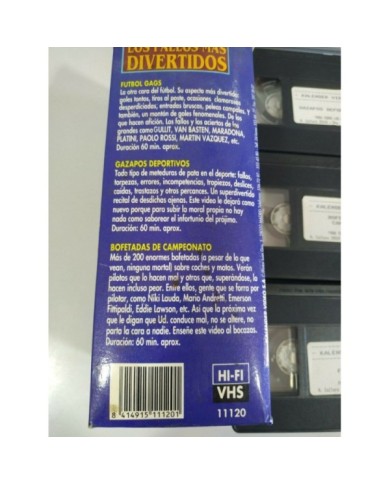 LOS FALLOS MAS
DIVERTIDOS
FUTBOL GAGS
La otra cara del fútbol. Su aspecto más divertido:
goles tontos, tiros al poste, ocasiones clamorosas
desperdiciadas, entradas bruscas, peleas campales, y
también, un montón de goles fenomenales. De los
que hacen afición. Los fallos y los aciertos de los
grandes como GULLIT, VAN BASTEN, MARADONA,
PLATINI, PAOLO ROSSI, MARTIN VAZQUEZ, etc.
Duración: 60 min. aprox.
GAZAPOS DEPORTIVOS
Todo tipo de meteduras de pata en el deporte: fallos,
torpezas, errores, incompetencias, tropiezos, deslices,
caídas, trastazos y otros percances. Un supervideo
recital de desdichas ajenas. Este video le dejará como
nuevo porque para subir la moral propia no hay
nada como saborear el infortunio del prójimo.
Duración: 60 min. aprox.
BOFETADAS DE CAMPEONATO
Más de 200 enormes bofetadas (a pesar de lo que
vean, ninguna mortal) sobre coches y motos. Verán
pilotos que lo hacen mal y otros que, superándose, lo
hacen incluso peor. Entre ellas, gente que se forra por
pilotar, como Niki Lauda, Mario Andretti, Emerson
Fittipaldi, Eddie Lawson, etc. Así que la próxima vez
que le digan que Ud. conduce mal, no se altere, no
parta la cara a nadie. Enseñe este video al bocazas.
Duración: 60 min. aprox.
8 414915 111201
HI-FI
VHS
11120